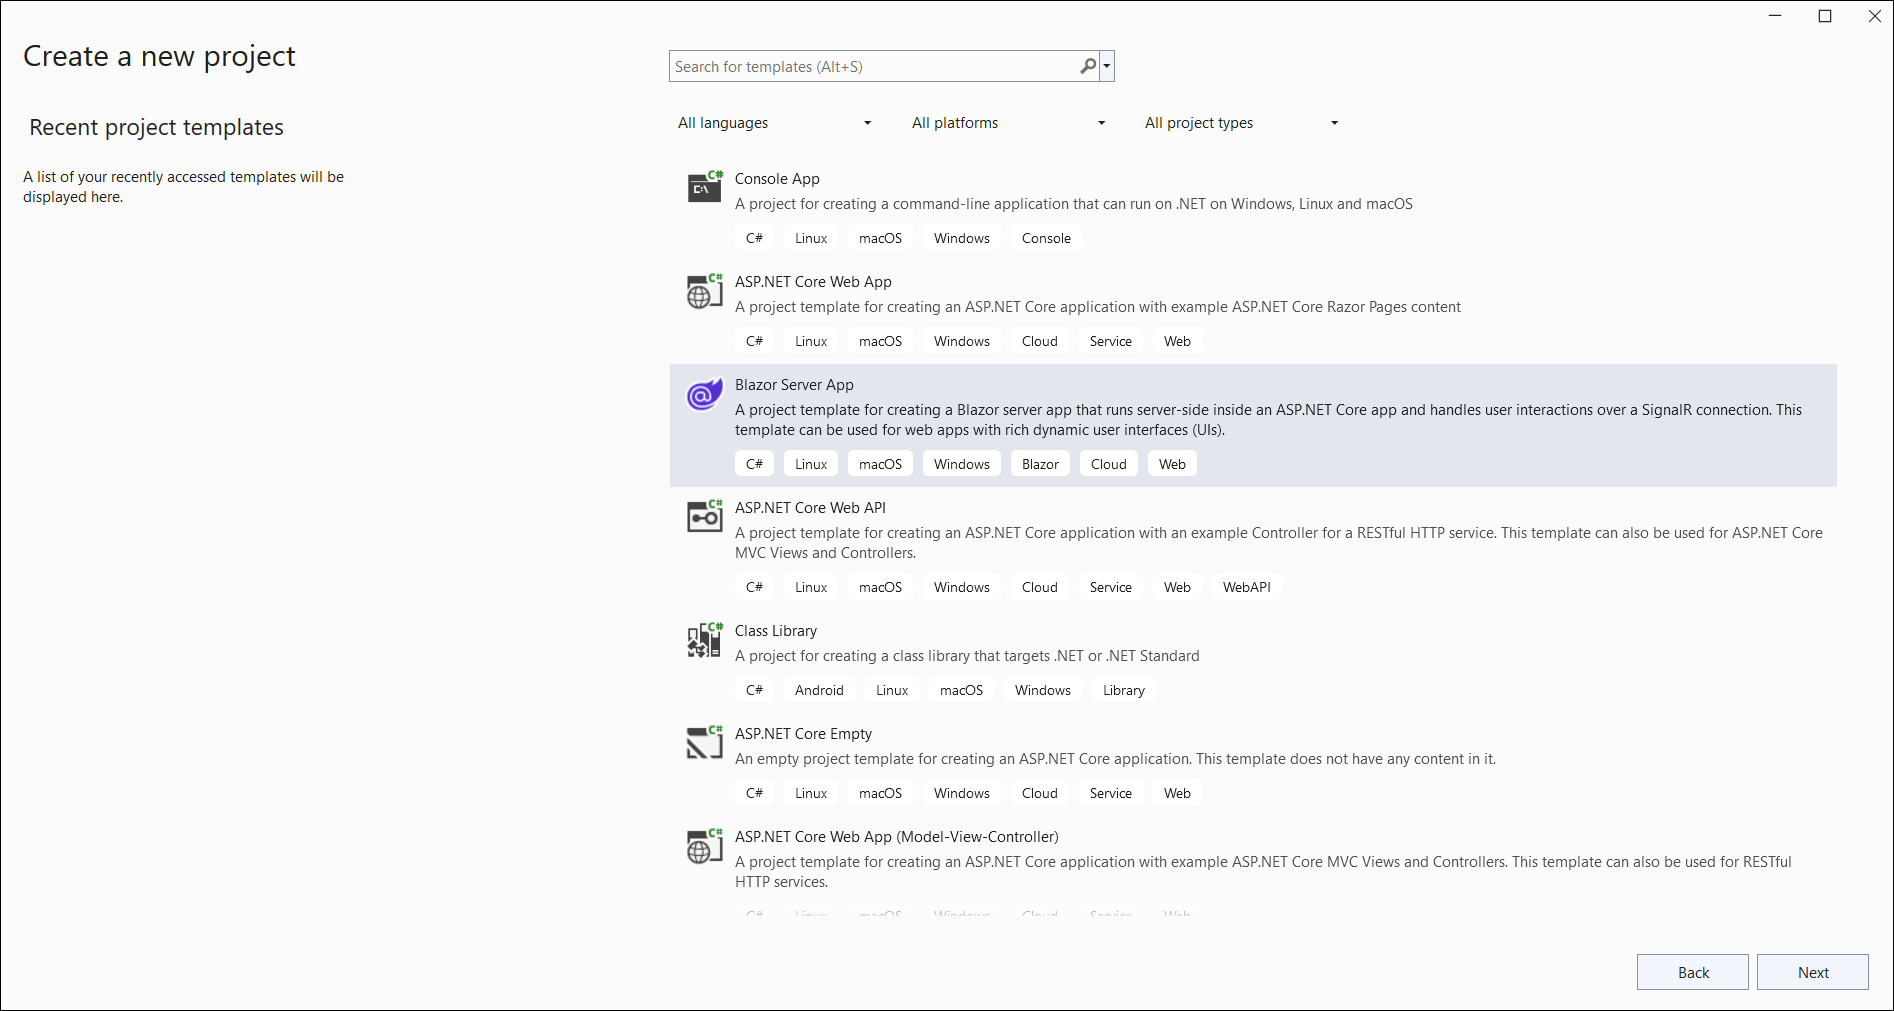 Create a new project
Search for templates (Alt+S)
Recent project templates
A list of your recently accessed templates will be
displayed here.
All languages All platforms All project types
C#
C:\
Console App
A project for creating a command-line application that can run on .NET on Windows, Linux and macOS
C# Linux macOS Windows Console
C#
ASP.NET Core Web App
A project template for creating an ASP.NET Core application with example ASP.NET Core Razor Pages content
C# Linux macOS Windows Cloud Service Web
@
Blazor Server App
A project template for creating a Blazor server app that runs server-side inside an ASP.NET Core app and handles user interactions over a SignalR connection. This
template can be used for web apps with rich dynamic user interfaces (UIs).
C# Linux macOS Windows Blazor Cloud Web
C#
ASP.NET Core Web API
A project template for creating an ASP.NET Core application with an example Controller for a RESTful HTTP service. This template can also be used for ASP.NET Core
MVC Views and Controllers.
C# Linux macOS Windows Cloud Service Web WebAPI
C#
Class Library
A project for creating a class library that targets .NET or .NET Standard
C# Android Linux macOS Windows Library
C#
ASP.NET Core Empty
An empty project template for creating an ASP.NET Core application. This template does not have any content in it.
C# Linux macOS Windows Cloud Service Web
C#
ASP.NET Core Web App (Model-View-Controller)
A project template for creating an ASP.NET Core application with example ASP.NET Core MVC Views and Controllers. This template can also be used for RESTful
HTTP services.
C# Linux macOS Windows Cloud Service Web
Back Next